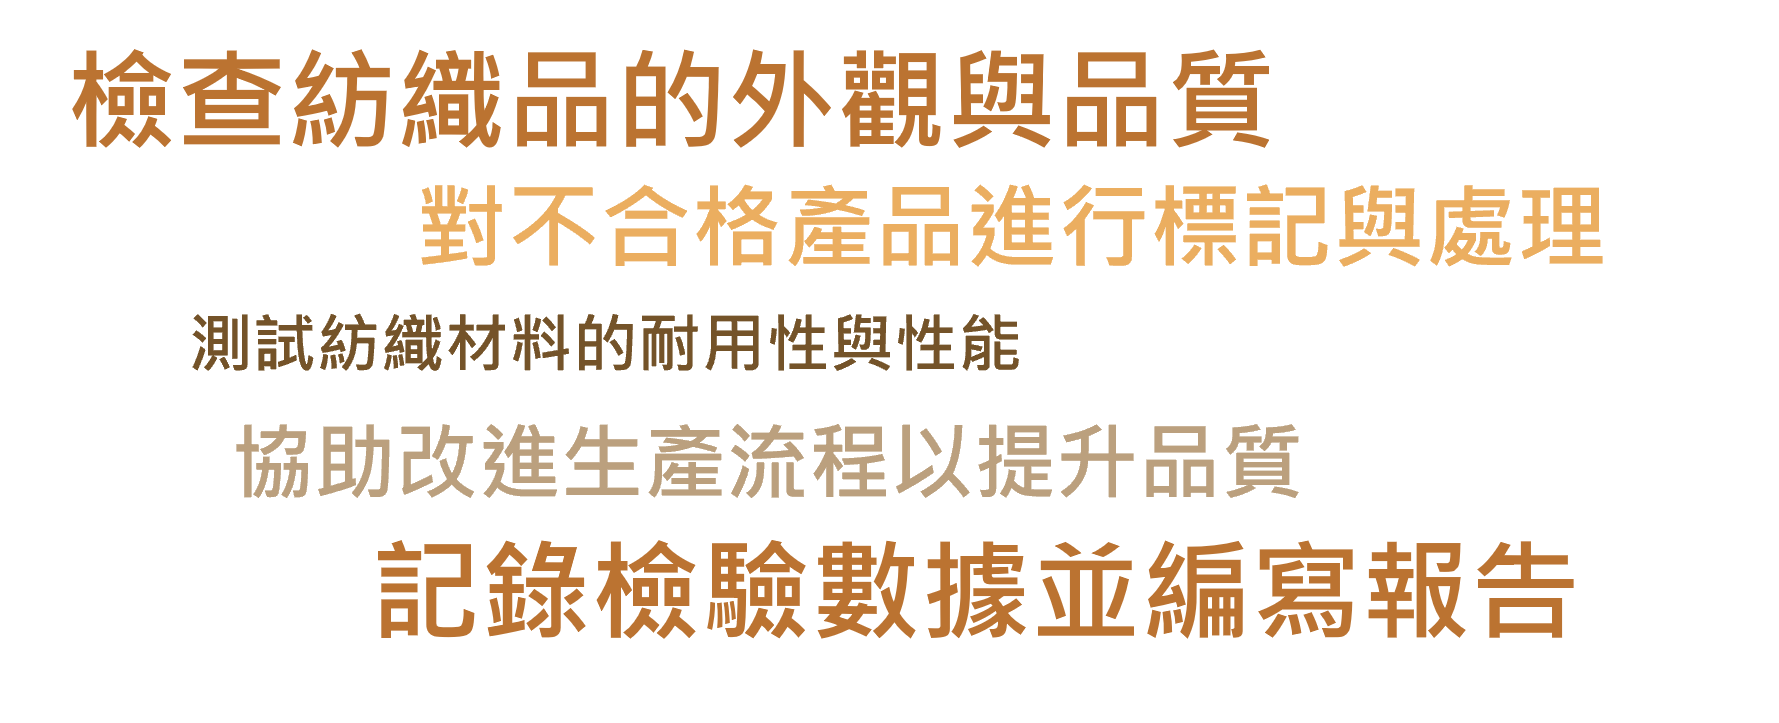 檢查紡織品的外觀與品質
對不合格產品進行標記與處理
測試紡織材料的耐用性與性能
協助改進生產流程以提升品質
記錄檢驗數據並編寫報告